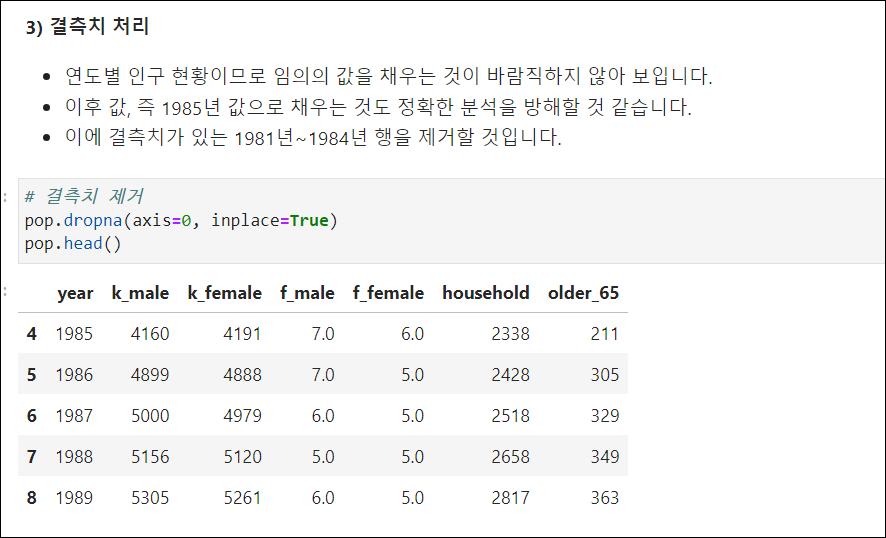 3) 결측치 처리
• 연도별 인구 현황이므로 임의의 값을 채우는 것이 바람직하지 않아 보입니다.
• 이후 값, 즉 1985년 값으로 채우는 것도 정확한 분석을 방해할 것 같습니다.
• 이에 결측치가 있는 1981년~1984년 행을 제거할 것입니다.
:
# 결측치 제거
pop.dropna(axis=0, inplace=True)
pop.head()
:
year k_male k_female f_male f_female household older_65
4 1985 4160 4191 7.0 6.0 2338 211
5 1986 4899 4888 7.0 5.0 2428 305
6 1987 5000 4979 6.0 5.0 2518 329
7 1988 5156 5120 5.0 5.0 2658 349
8 1989 5305 5261 6.0 5.0 2817 363